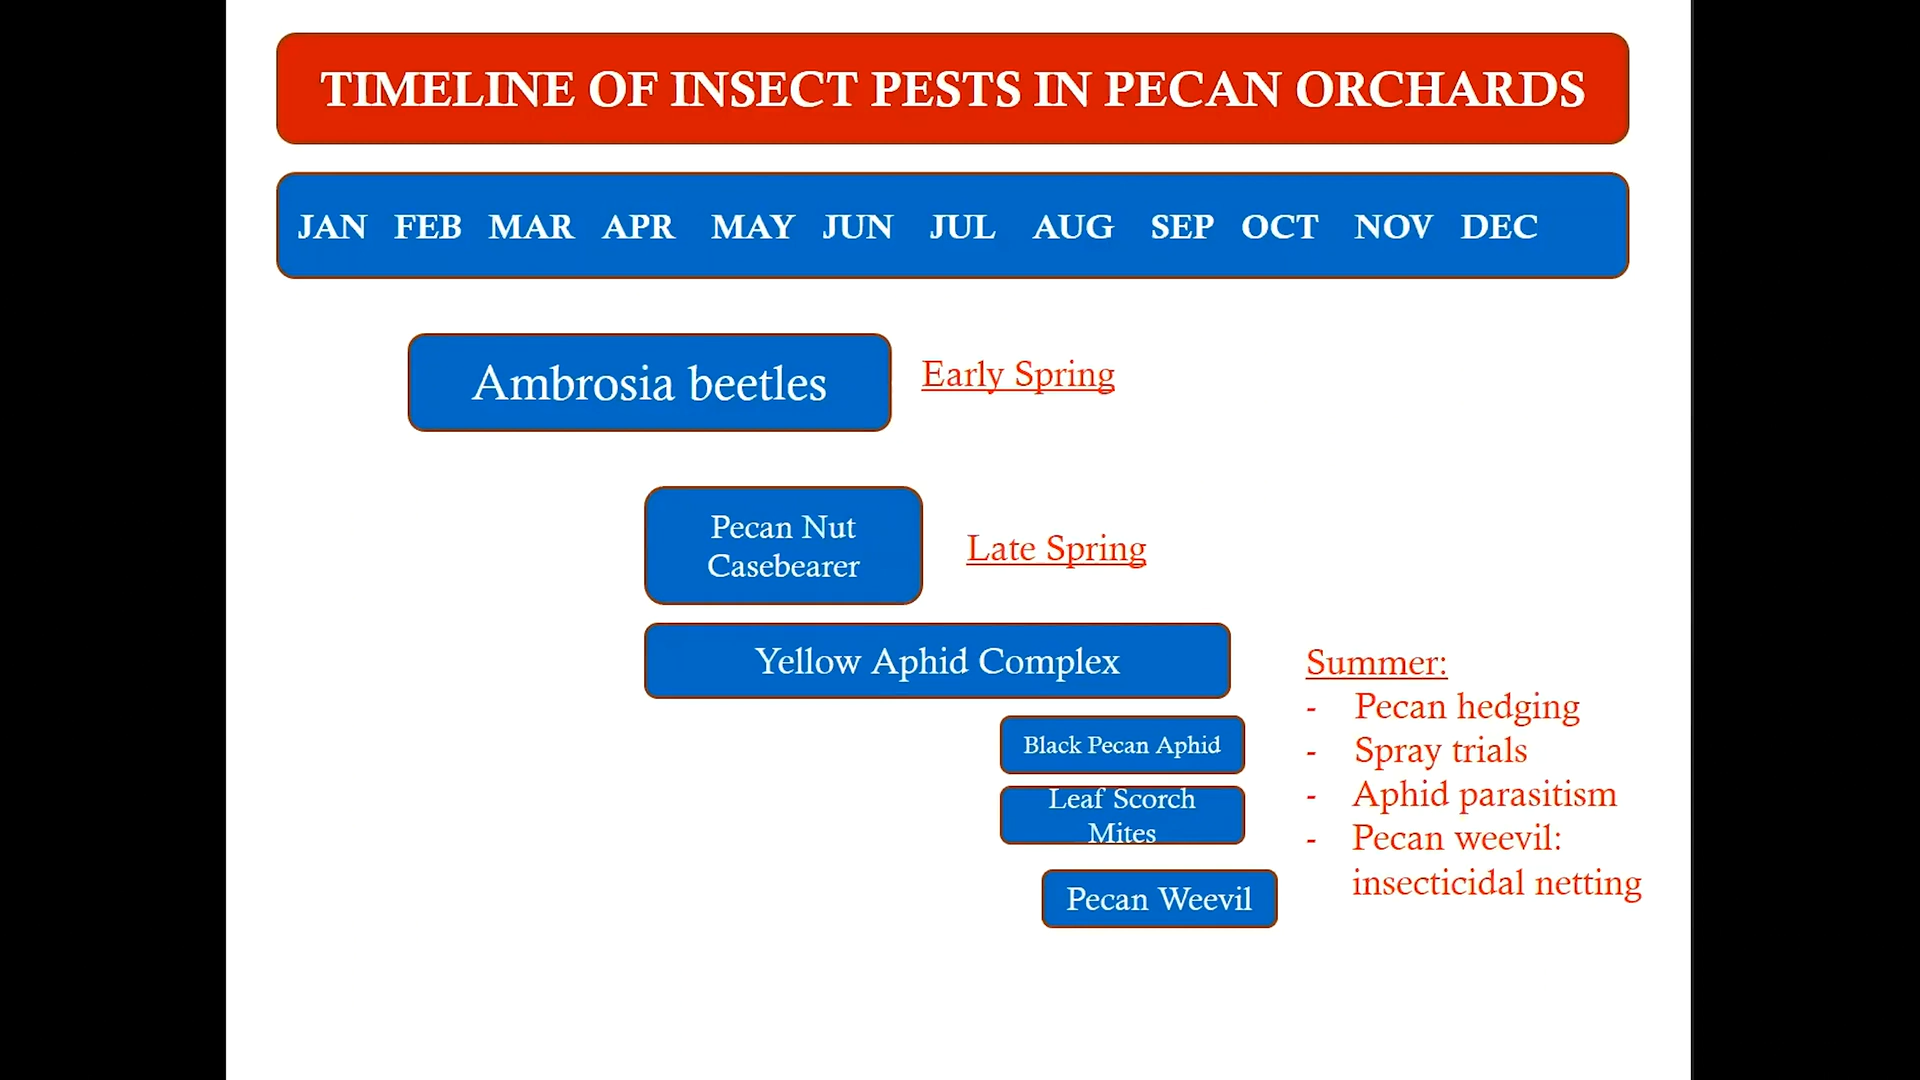 TIMELINE OF INSECT PESTS IN PECAN ORCHARDS
JAN FEB MAR APR MAY JUN JUL AUG SEP OCT NOV DEC
Ambrosia beetles
Early Spring
Pecan Nut
Casebearer
Late Spring
Yellow Aphid Complex
Black Pecan Aphid
Leaf Scorch
Mites
Pecan Weevil
Summer:
- Pecan hedging
- Spray trials
- Aphid parasitism
- Pecan weevil:
insecticidal netting